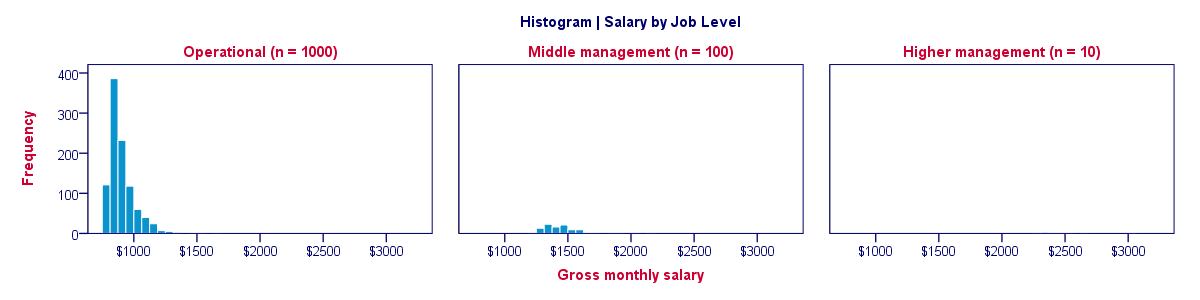 Histogram | Salary by Job Level
Operational (n = 1000)
Middle management (n = 100)
Higher management (n = 10)
Frequency
400
300
200
100
0
$1000 $1500 $2000 $2500 $3000
$1000 $1500 $2000 $2500 $3000
$1000 $1500 $2000 $2500 $3000
Gross monthly salary